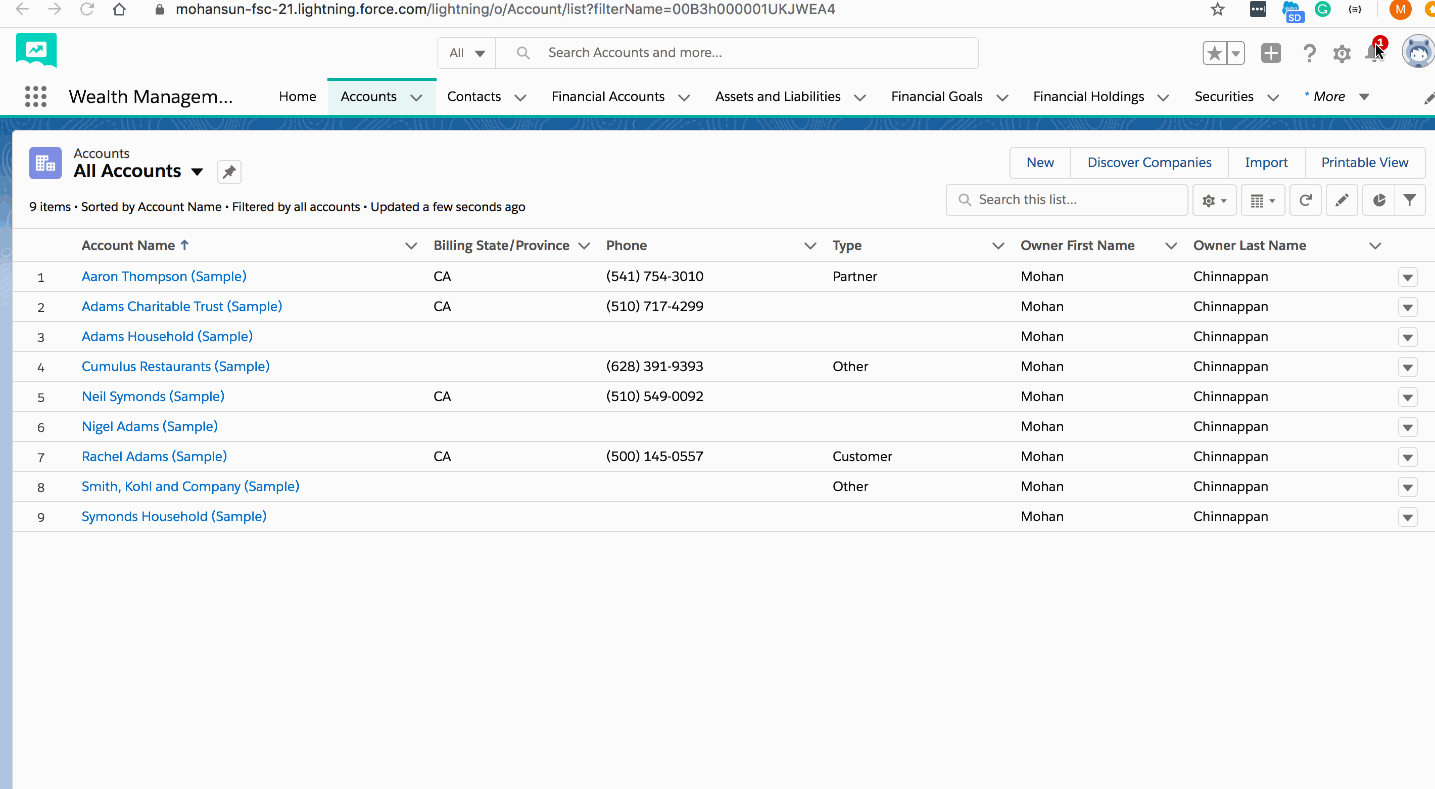 mohansun-fsc-21.lightning.force.com/lightning/o/Account/list?filterName=00B3h000001UKJWEA4
SD
G
M
All
Search Accounts and more...
1
Wealth Managem...
Home
Accounts
Contacts
Financial Accounts
Assets and Liabilities
Financial Goals
Financial Holdings
Securities
* More
Accounts
All Accounts
New
Discover Companies
Import
Printable View
9 items • Sorted by Account Name • Filtered by all accounts • Updated a few seconds ago
Search this list...
Account Name ↑ Billing State/Province Phone Type Owner First Name Owner Last Name
1 Aaron Thompson (Sample) CA (541) 754-3010 Partner Mohan Chinnappan
2 Adams Charitable Trust (Sample) CA (510) 717-4299 Mohan Chinnappan
3 Adams Household (Sample) Mohan Chinnappan
4 Cumulus Restaurants (Sample) (628) 391-9393 Other Mohan Chinnappan
5 Neil Symonds (Sample) CA (510) 549-0092 Mohan Chinnappan
6 Nigel Adams (Sample) Mohan Chinnappan
7 Rachel Adams (Sample) CA (500) 145-0557 Customer Mohan Chinnappan
8 Smith, Kohl and Company (Sample) Other Mohan Chinnappan
9 Symonds Household (Sample) Mohan Chinnappan